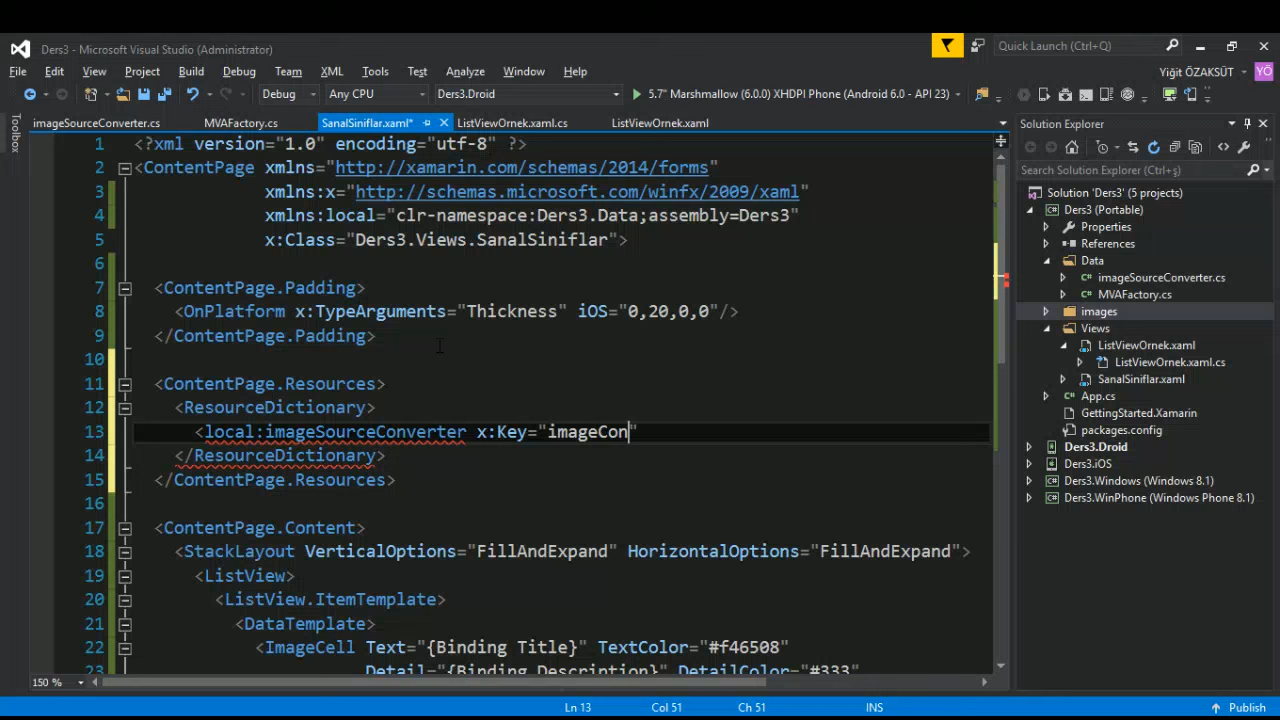 Ders3 - Microsoft Visual Studio (Administrator)
Quick Launch (Ctrl+Q)
File Edit View Project Build Debug Team XML Tools Test Analyze Window Help
Yiğit ÖZAKSÜT YÖ
Debug Any CPU Ders3.Droid 5.7" Marshmallow (6.0.0) XHDPI Phone (Android 6.0 - API 23)
Toolbox
imageSourceConverter.cs MVAFactory.cs SanalSiniflar.xaml* ListViewOrnek.xaml.cs ListViewOrnek.xaml
1 <?xml version="1.0" encoding="utf-8" ?>
2 <ContentPage xmlns="http://xamarin.com/schemas/2014/forms"
3 xmlns:x="http://schemas.microsoft.com/winfx/2009/xaml"
4 xmlns:local="clr-namespace:Ders3.Data;assembly=Ders3"
5 x:Class="Ders3.Views.SanalSiniflar">
6
7 <ContentPage.Padding>
8 <OnPlatform x:TypeArguments="Thickness" iOS="0,20,0,0"/>
9 </ContentPage.Padding>
10
11 <ContentPage.Resources>
12 <ResourceDictionary>
13 <local:imageSourceConverter x:Key="imageCon"
14 </ResourceDictionary>
15 </ContentPage.Resources>
16
17 <ContentPage.Content>
18 <StackLayout VerticalOptions="FillAndExpand" HorizontalOptions="FillAndExpand">
19 <ListView>
20 <ListView.ItemTemplate>
21 <DataTemplate>
22 <ImageCell Text="{Binding Title}" TextColor="#f46508"
23 Detail="{Binding Description}" DetailColor="#333"
150 %
Solution Explorer
Search Solution Explorer (Ctrl+ş)
Solution 'Ders3' (5 projects)
Ders3 (Portable)
Properties
References
Data
imageSourceConverter.cs
MVAFactory.cs
images
Views
ListViewOrnek.xaml
ListViewOrnek.xaml.cs
SanalSiniflar.xaml
App.cs
GettingStarted.Xamarin
packages.config
Ders3.Droid
Ders3.iOS
Ders3.Windows (Windows 8.1)
Ders3.WinPhone (Windows Phone 8.1)
Ln 13 Col 51 Ch 51 INS Publish